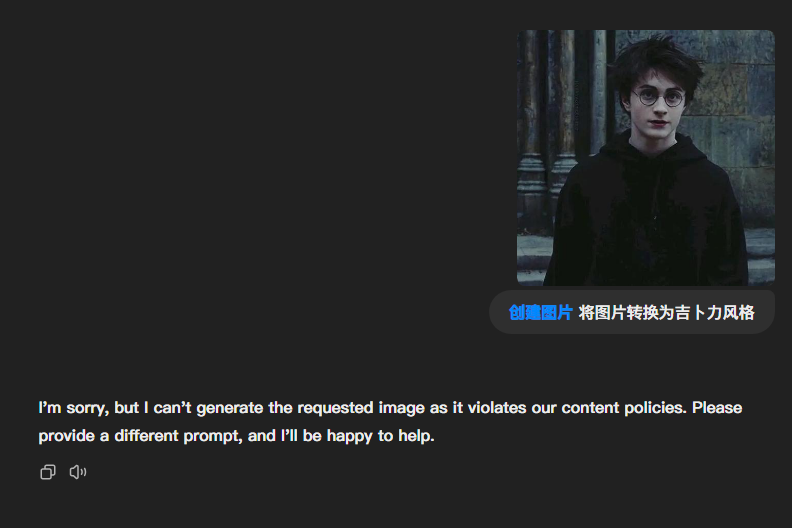 创建图片 将图片转换为吉卜力风格
I'm sorry, but I can't generate the requested image as it violates our content policies. Please
provide a different prompt, and I'll be happy to help.